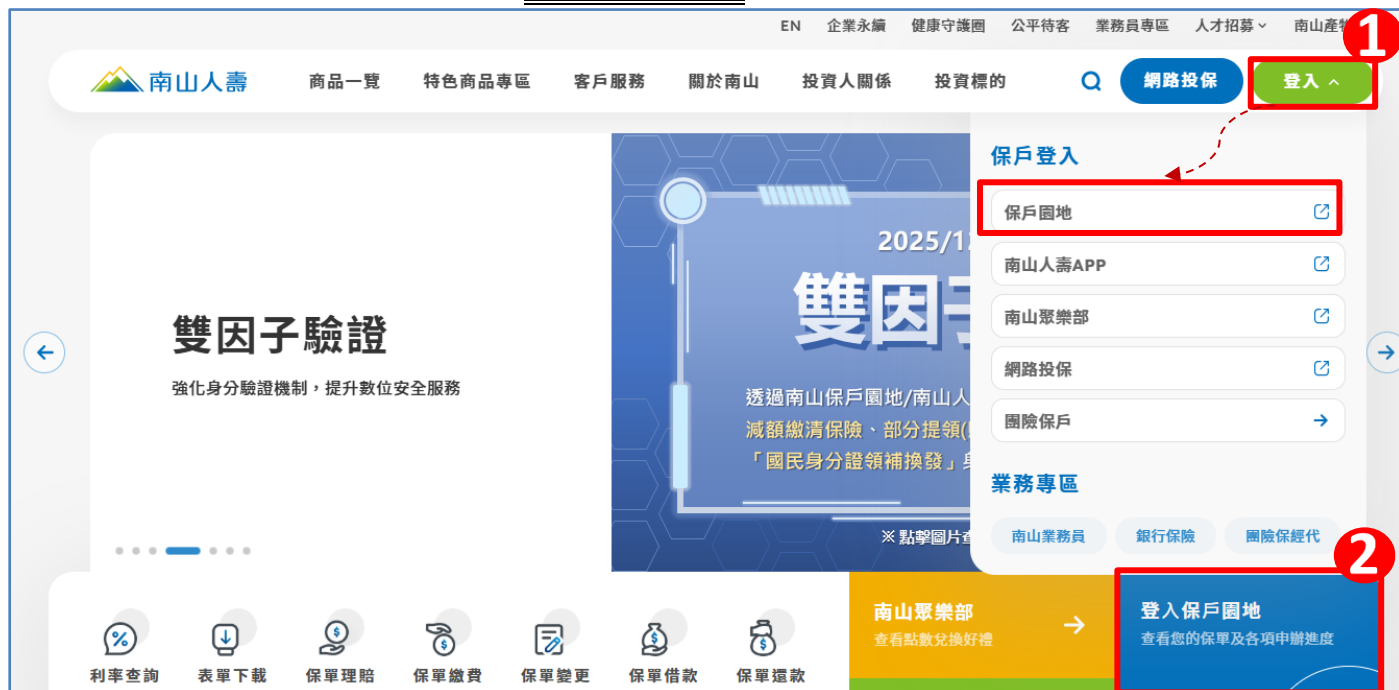 EN 企業永續 健康守護圈 公平待客 業務員專區 人才招募 南山產
1
南山人壽 商品一覽 特色商品專區 客戶服務 關於南山 投資人關係 投資標的 網路投保 登入
保戶登入
保戶園地
南山人壽APP
南山聚樂部
網路投保
團險保戶
業務專區
南山業務員 銀行保險 團險保經代
雙因子驗證
強化身分驗證機制，提升數位安全服務
2025/12
雙因子
透過南山保戶園地/南山人
減額繳清保險、部分提領(
「國民身分證領補換發」
※ 點擊圖片
2
利率查詢 表單下載 保單理賠 保單繳費 保單變更 保單借款 保單還款
南山聚樂部
查看點數兌換好禮
登入保戶園地
查看您的保單及各項申辦進度